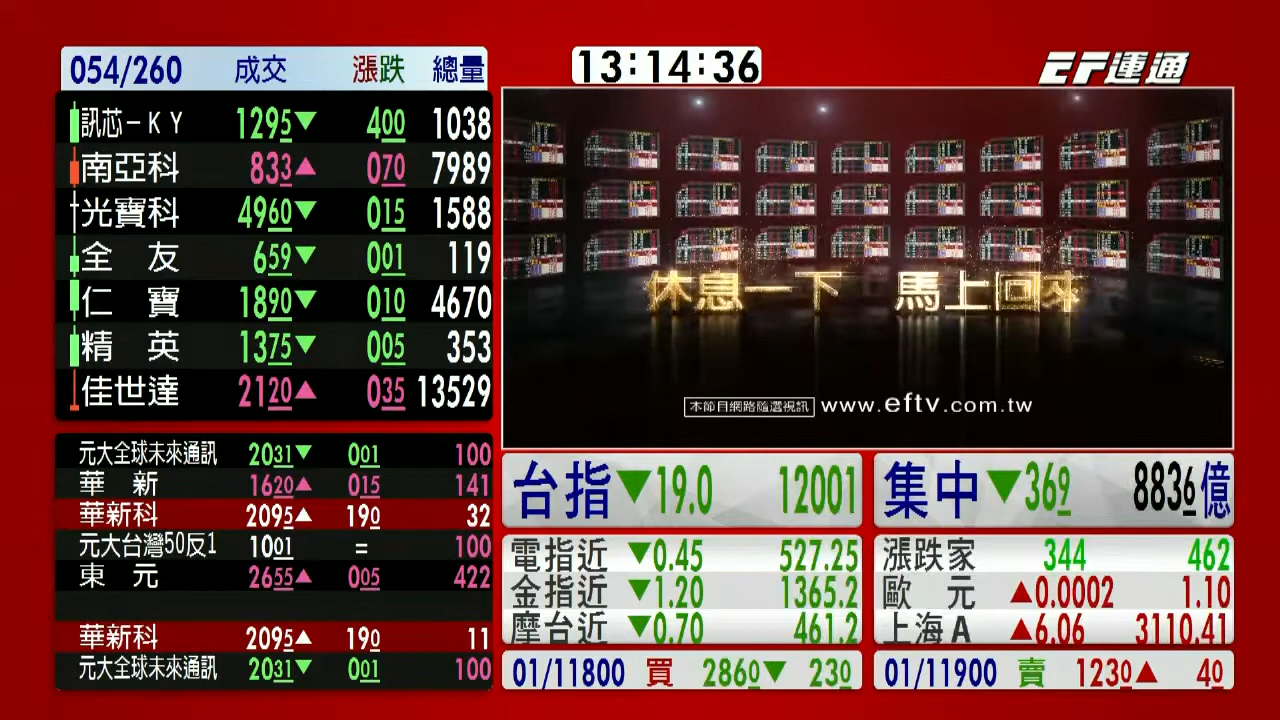 054/260 成交 漲跌 總量
訊芯－KY 1295▼ 400 1038
南亞科 833▲ 070 7989
光寶科 4960▼ 015 1588
全 友 659▼ 001 119
仁 寶 1890▼ 010 4670
精 英 1375▼ 005 353
佳世達 2120▲ 035 13529
元大全球未來通訊 2031▼ 001 100
華 新 1620▲ 015 141
華新科 2095▲ 190 32
元大台灣50反1 1001 = 100
東 元 2655▲ 005 422
華新科 2095▲ 190 11
元大全球未來通訊 2031▼ 001 100
13:14:36
EF運通
休息一下 馬上回來
本節目網路隨選視訊 www.eftv.com.tw
台指▼19.0 12001
電指近 ▼0.45 527.25
金指近 ▼1.20 1365.2
摩台近 ▼0.70 461.2
01/11800 買 2860▼ 230
集中▼369 8836億
漲跌家 344 462
歐 元 ▲0.0002 1.10
上海A ▲6.06 3110.41
01/11900 賣 1230▲ 40